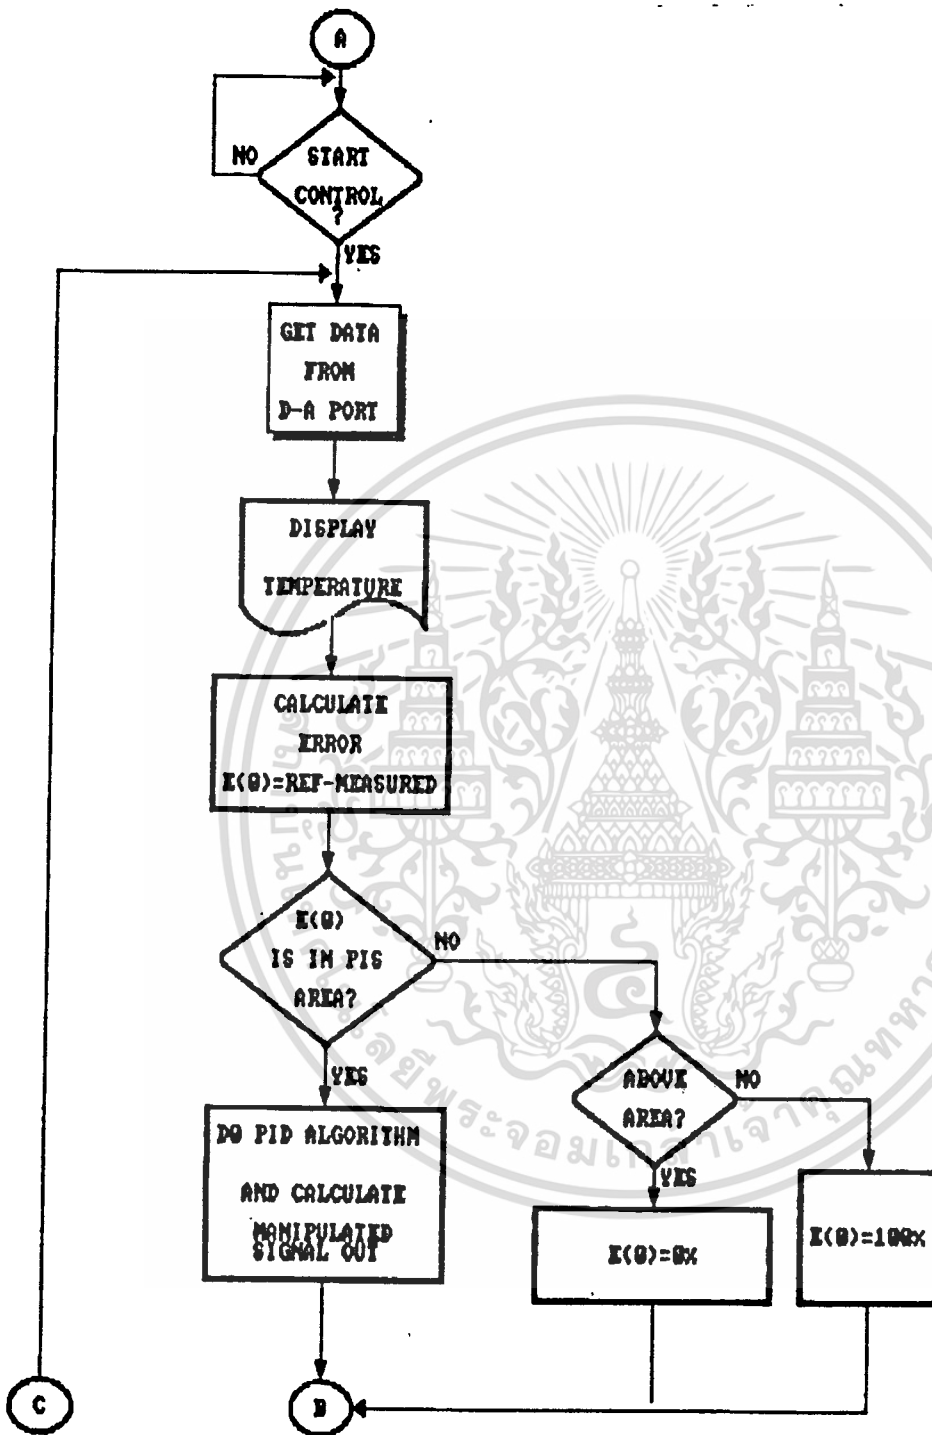 A
NO
START
CONTROL
?
YES
GET DATA
FROM
D-A PORT
DISPLAY
TEMPERATURE
CALCULATE
ERROR
E(0)=REF-MEASURED
E(0)
IS IN PIS
AREA?
NO
YES
ABOVE
AREA?
NO
YES
DO PID ALGORITHM
AND CALCULATE
MANIPULATED
SIGNAL OUT
E(0)=0%
E(0)=100%
C
B